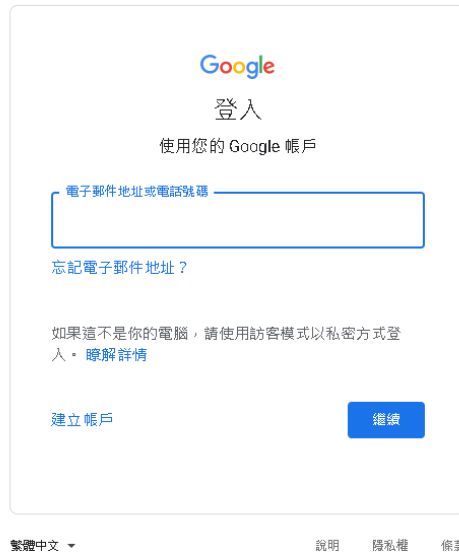 Google
登入
使用您的 Google 帳戶
電子郵件地址或電話號碼
忘記電子郵件地址？
如果這不是你的電腦，請使用訪客模式以私密方式登
入。 瞭解詳情
建立帳戶
繼續
繁體中文
說明 隱私權